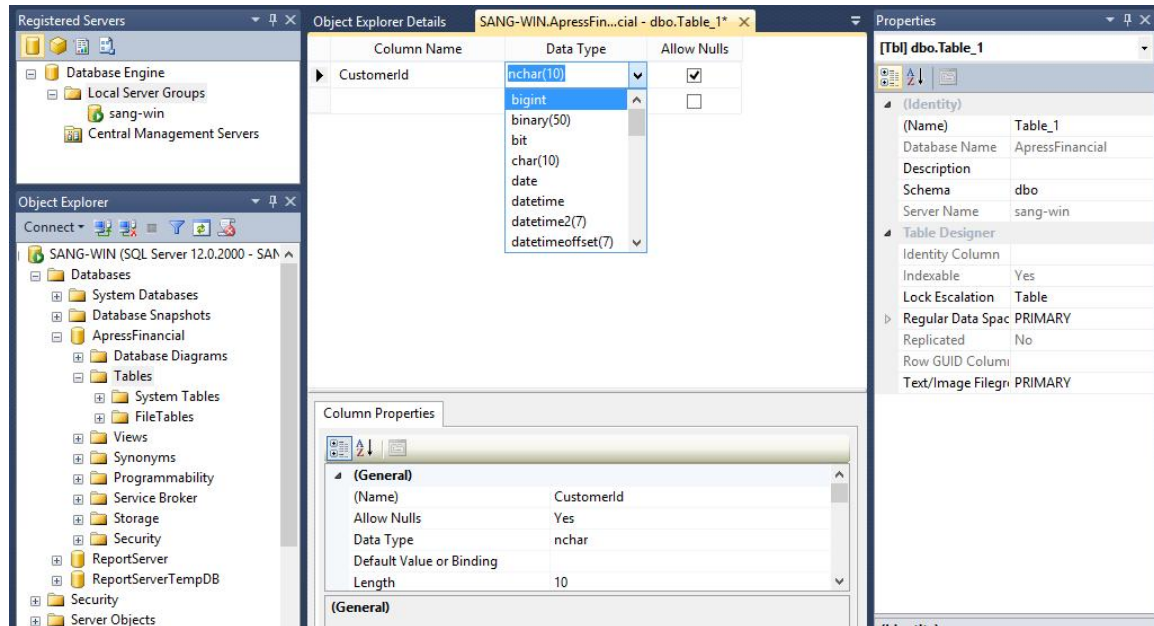 Registered Servers
Database Engine
Local Server Groups
sang-win
Central Management Servers
Object Explorer
Connect
SANG-WIN (SQL Server 12.0.2000 - SAN
Databases
System Databases
Database Snapshots
ApressFinancial
Database Diagrams
Tables
System Tables
FileTables
Views
Synonyms
Programmability
Service Broker
Storage
Security
ReportServer
ReportServerTempDB
Security
Server Objects
Object Explorer Details SANG-WIN.ApressFin...cial - dbo.Table_1*
Column Name Data Type Allow Nulls
CustomerId nchar(10)
bigint
binary(50)
bit
char(10)
date
datetime
datetime2(7)
datetimeoffset(7)
Column Properties
(General)
(Name) CustomerId
Allow Nulls Yes
Data Type nchar
Default Value or Binding
Length 10
(General)
Properties
[Tbl] dbo.Table_1
(Identity)
(Name) Table_1
Database Name ApressFinancial
Description
Schema dbo
Server Name sang-win
Table Designer
Identity Column
Indexable Yes
Lock Escalation Table
Regular Data Spac PRIMARY
Replicated No
Row GUID Colum
Text/Image Filegr PRIMARY